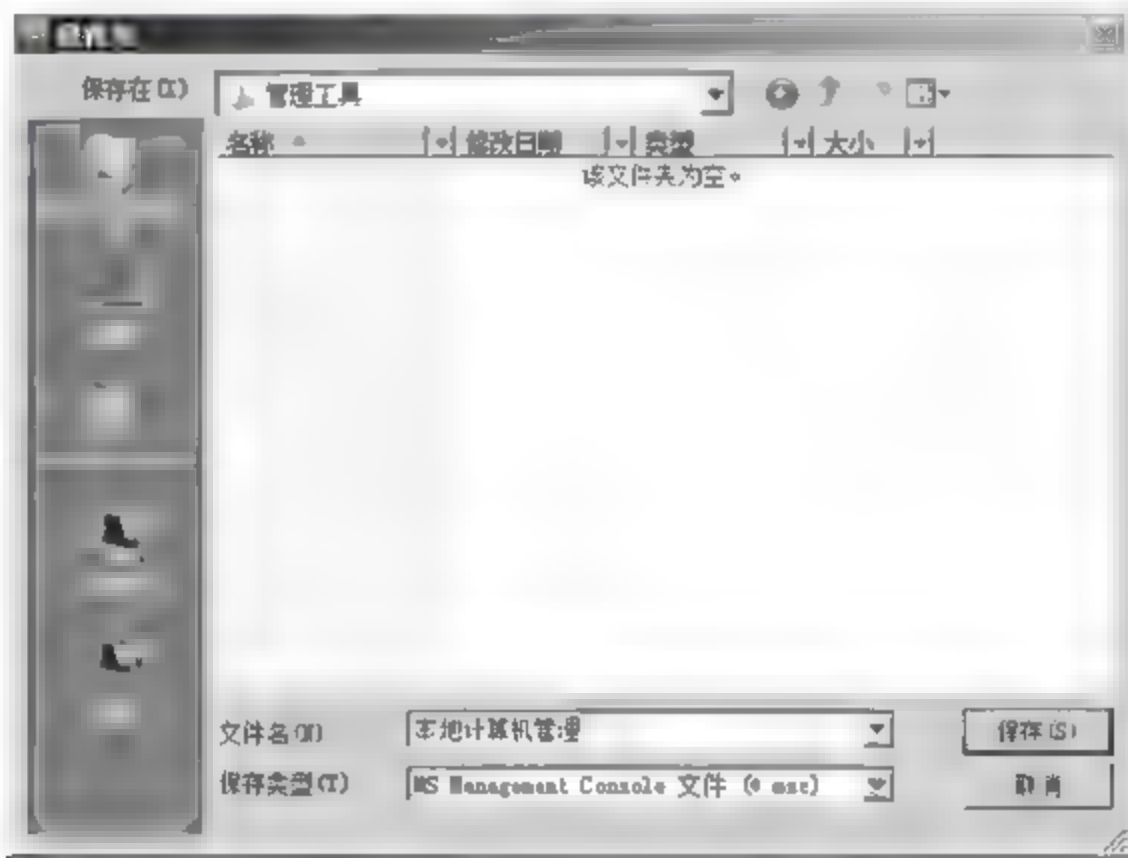 保存在(I)
管理工具
名称 修改日期 类型 大小
该文件夹为空。
文件名(N) 本地计算机管理 保存(S)
保存类型(T) MS Management Console 文件 (* msc) 取消